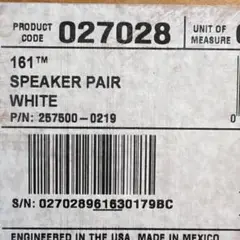 PRODUCT CODE 027028 UNIT OF MEASURE
161™
SPEAKER PAIR
WHITE
P/N: 257500-0219
S/N: 027028961630179BC
ENGINEERED IN THE USA, MADE IN MEXICO